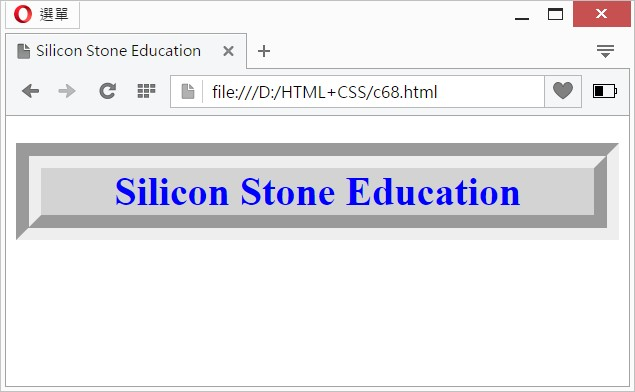 選單
Silicon Stone Education
file:///D:/HTML+CSS/c68.html
Silicon Stone Education